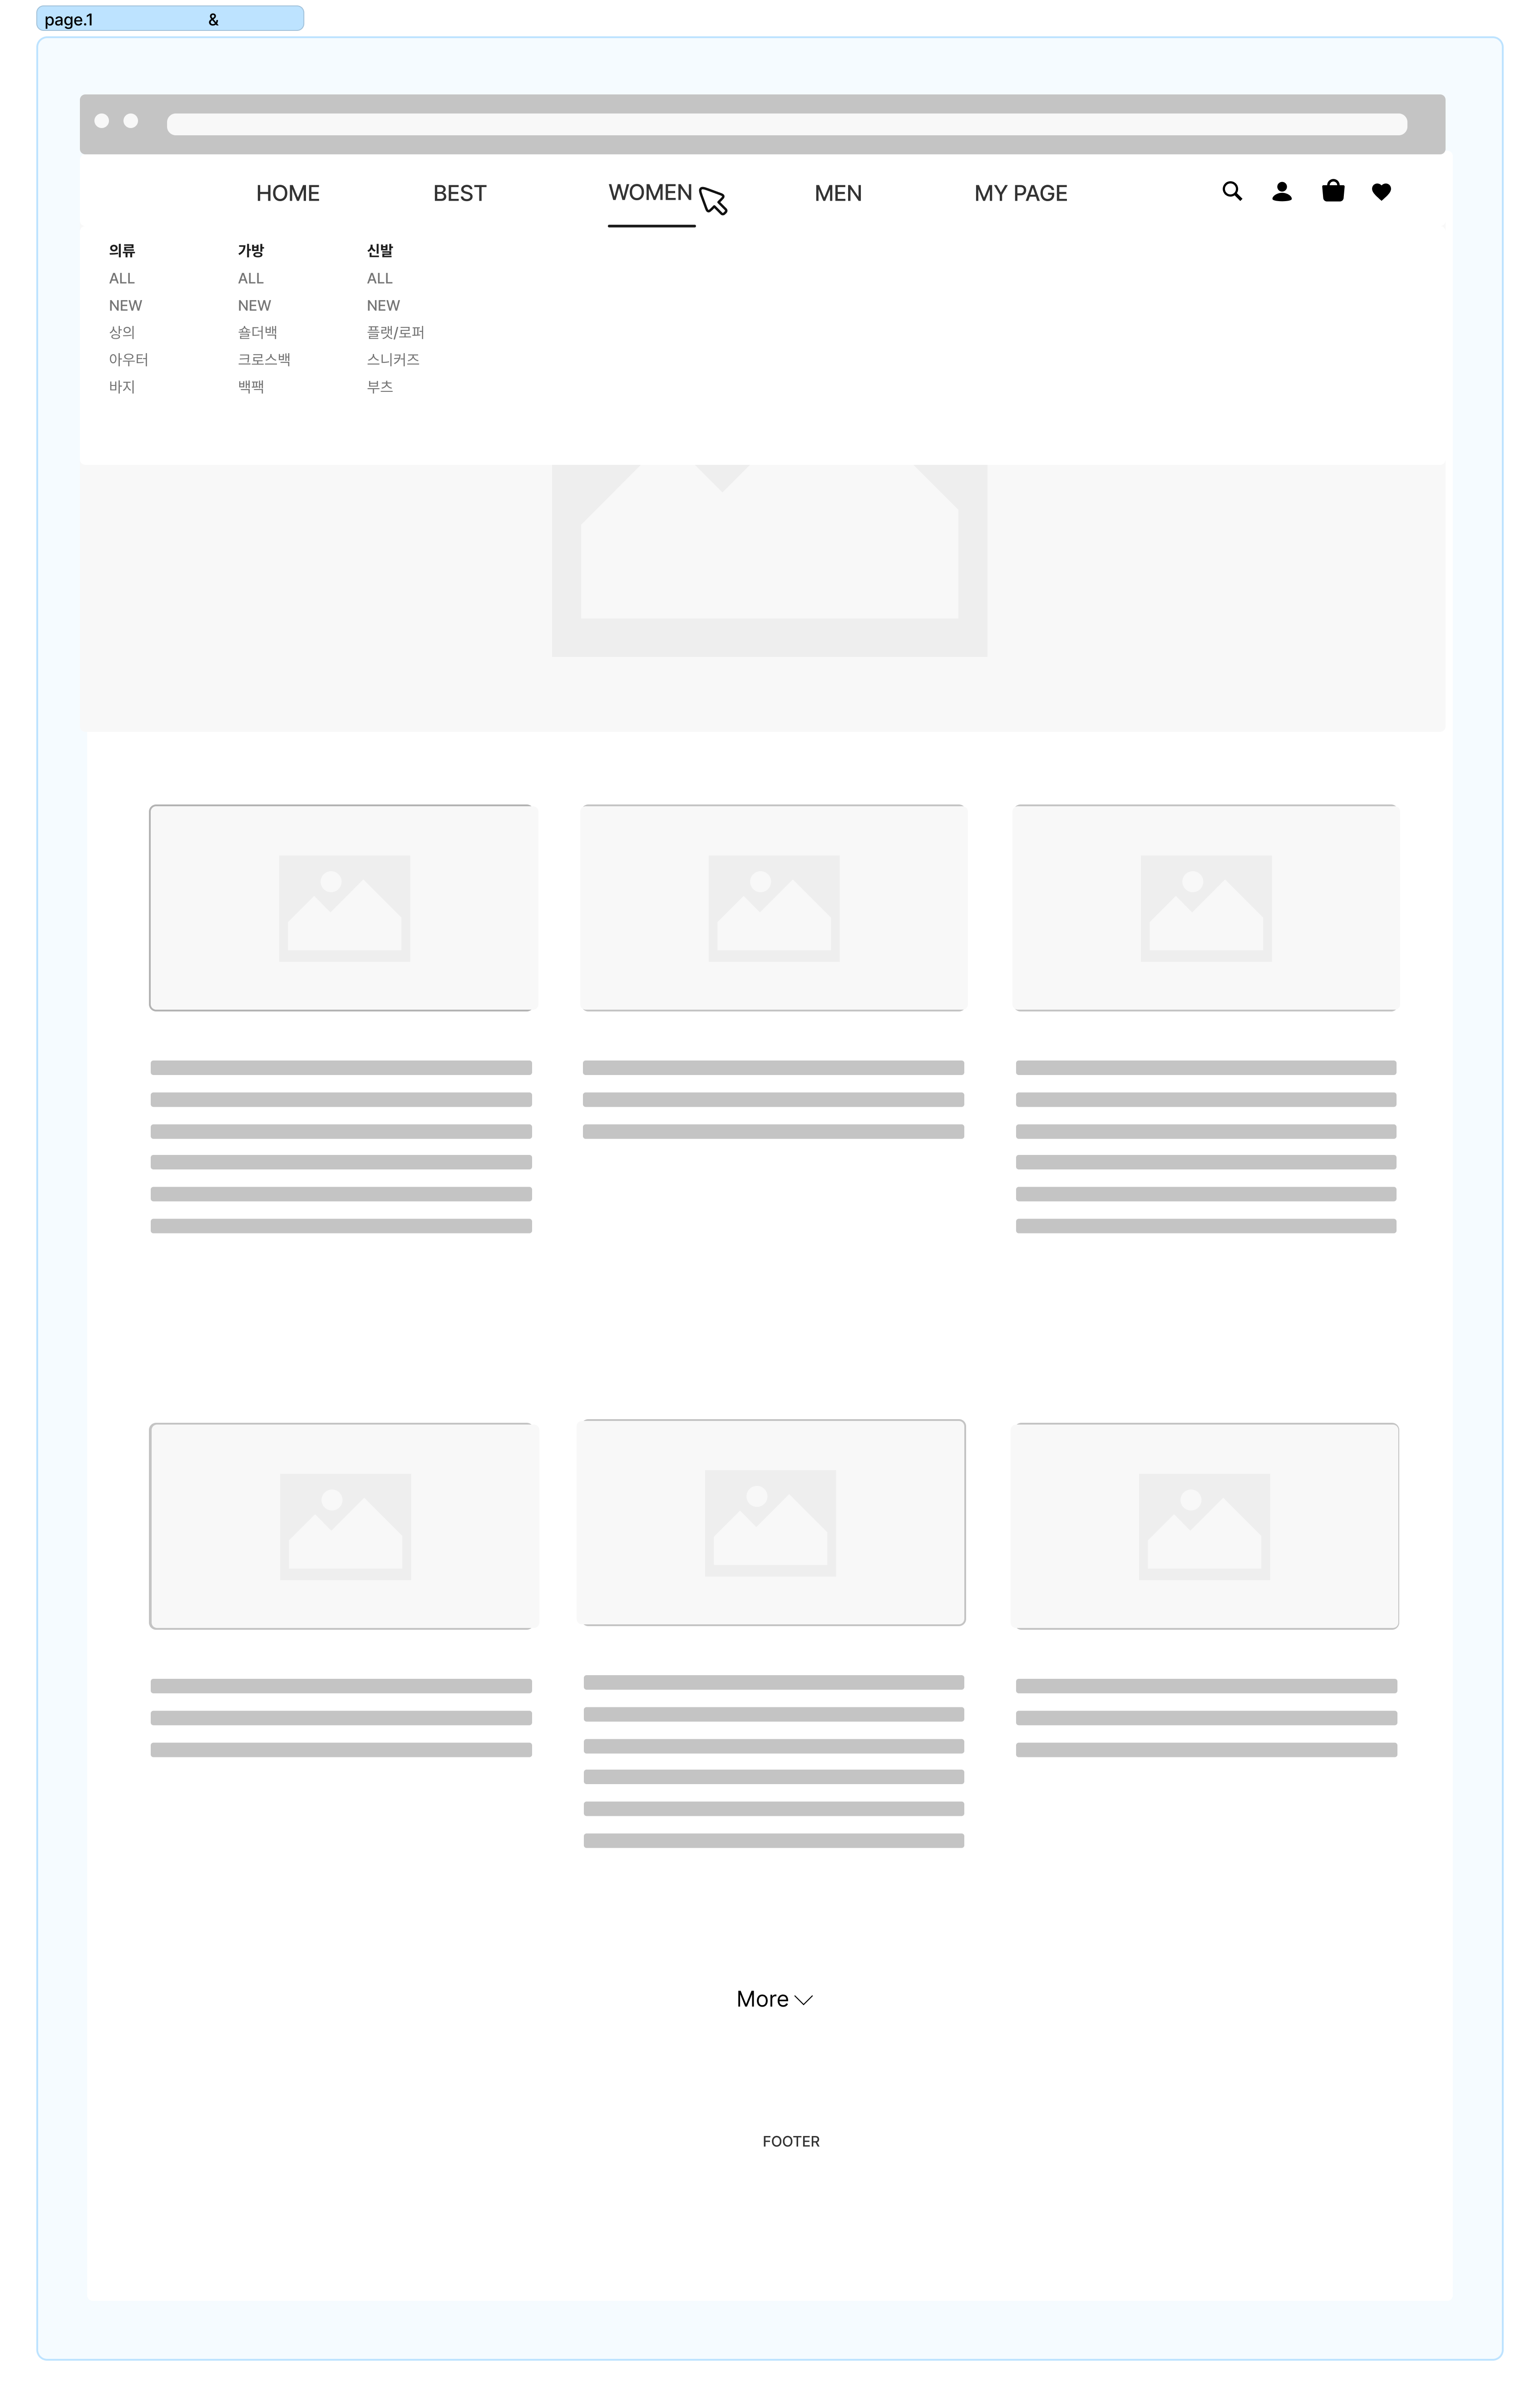 page.1 &
HOME BEST WOMEN MEN MY PAGE
의류 가방 신발
ALL ALL ALL
NEW NEW NEW
상의 숄더백 플랫/로퍼
아우터 크로스백 스니커즈
바지 백팩 부츠
More
FOOTER